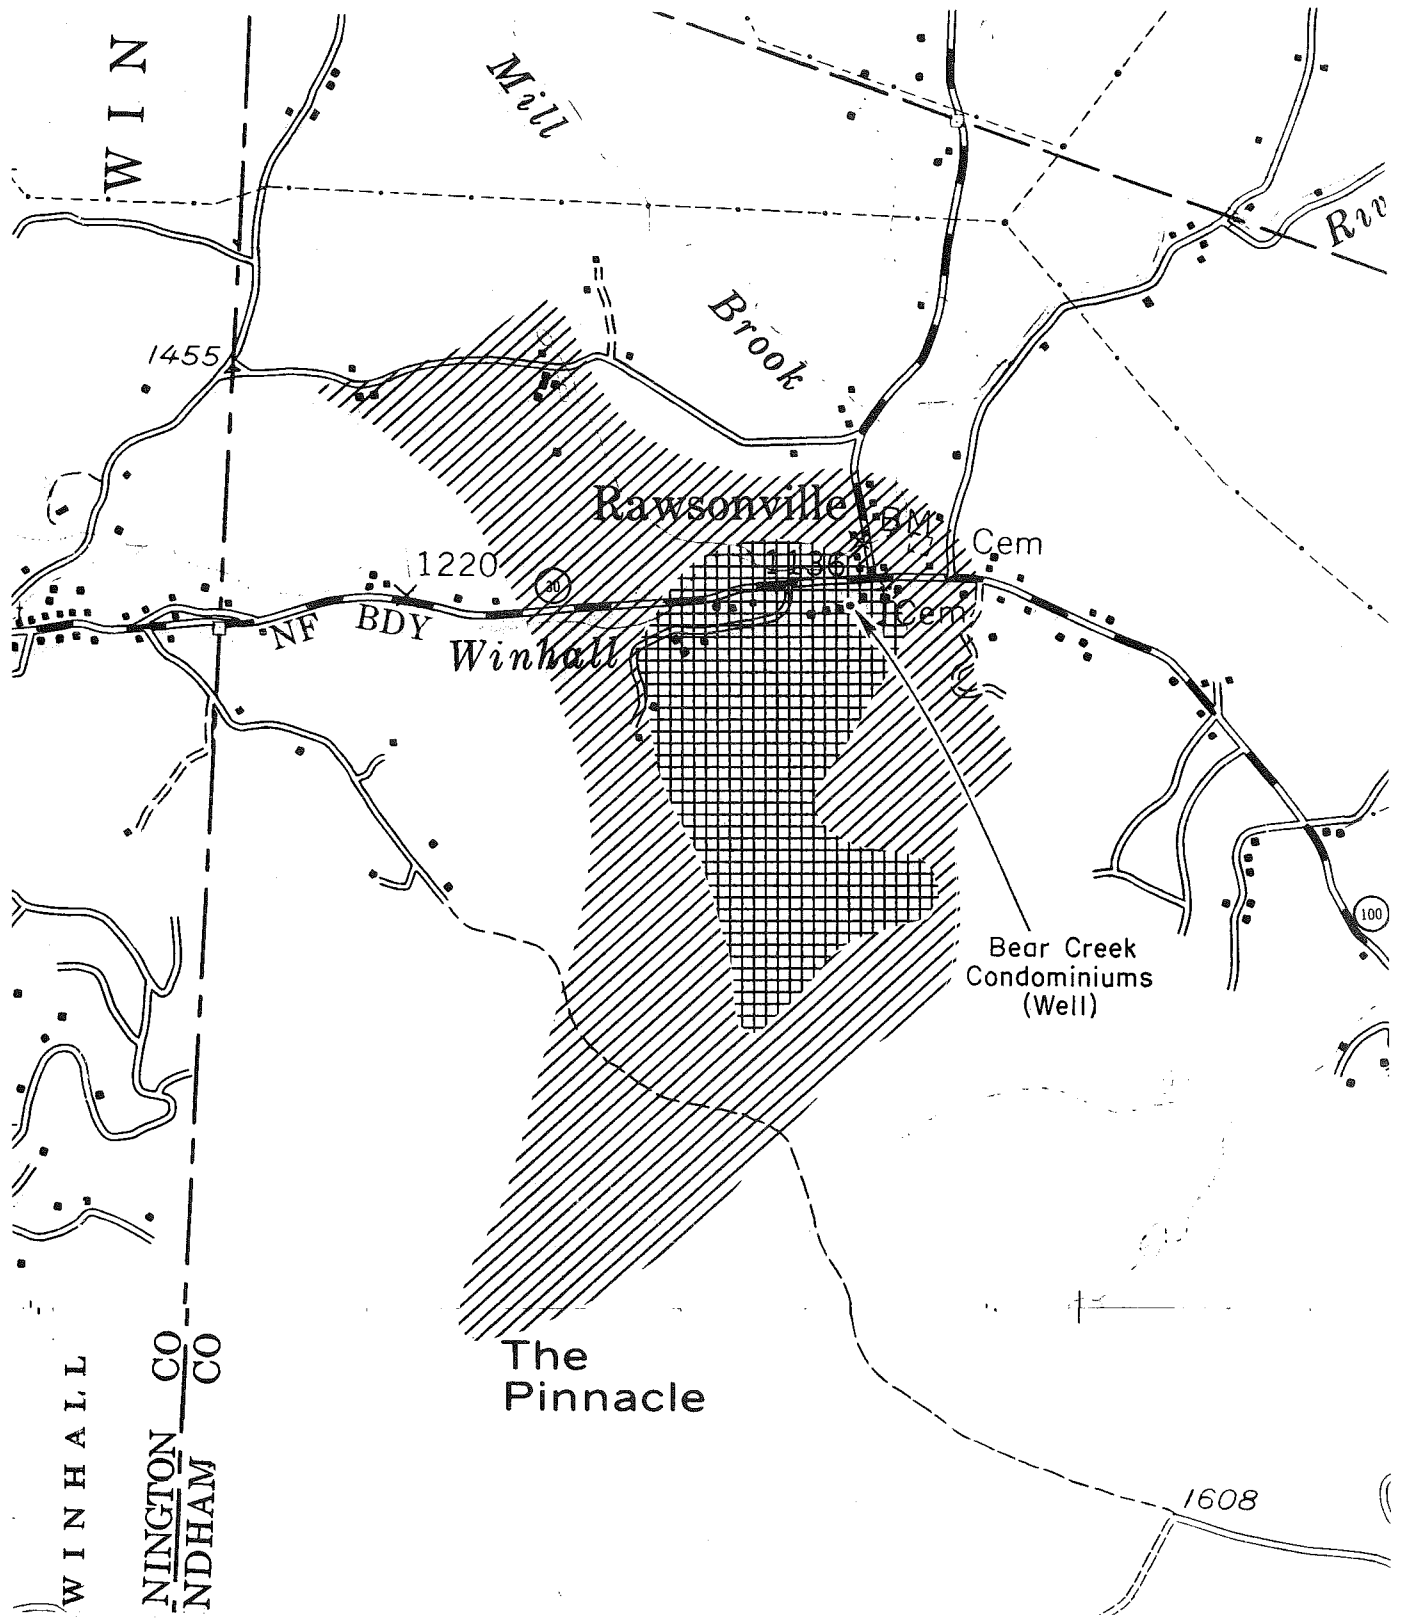 WIN
Mill
Riv
Brook
1455
Rawsonville
BM
Cem
1136
1220
30
Cem
NF BDY
Winhall
100
Bear Creek
Condominiums
(Well)
The
Pinnacle
WINHALL
NINGTON CO
NDHAM CO
1608